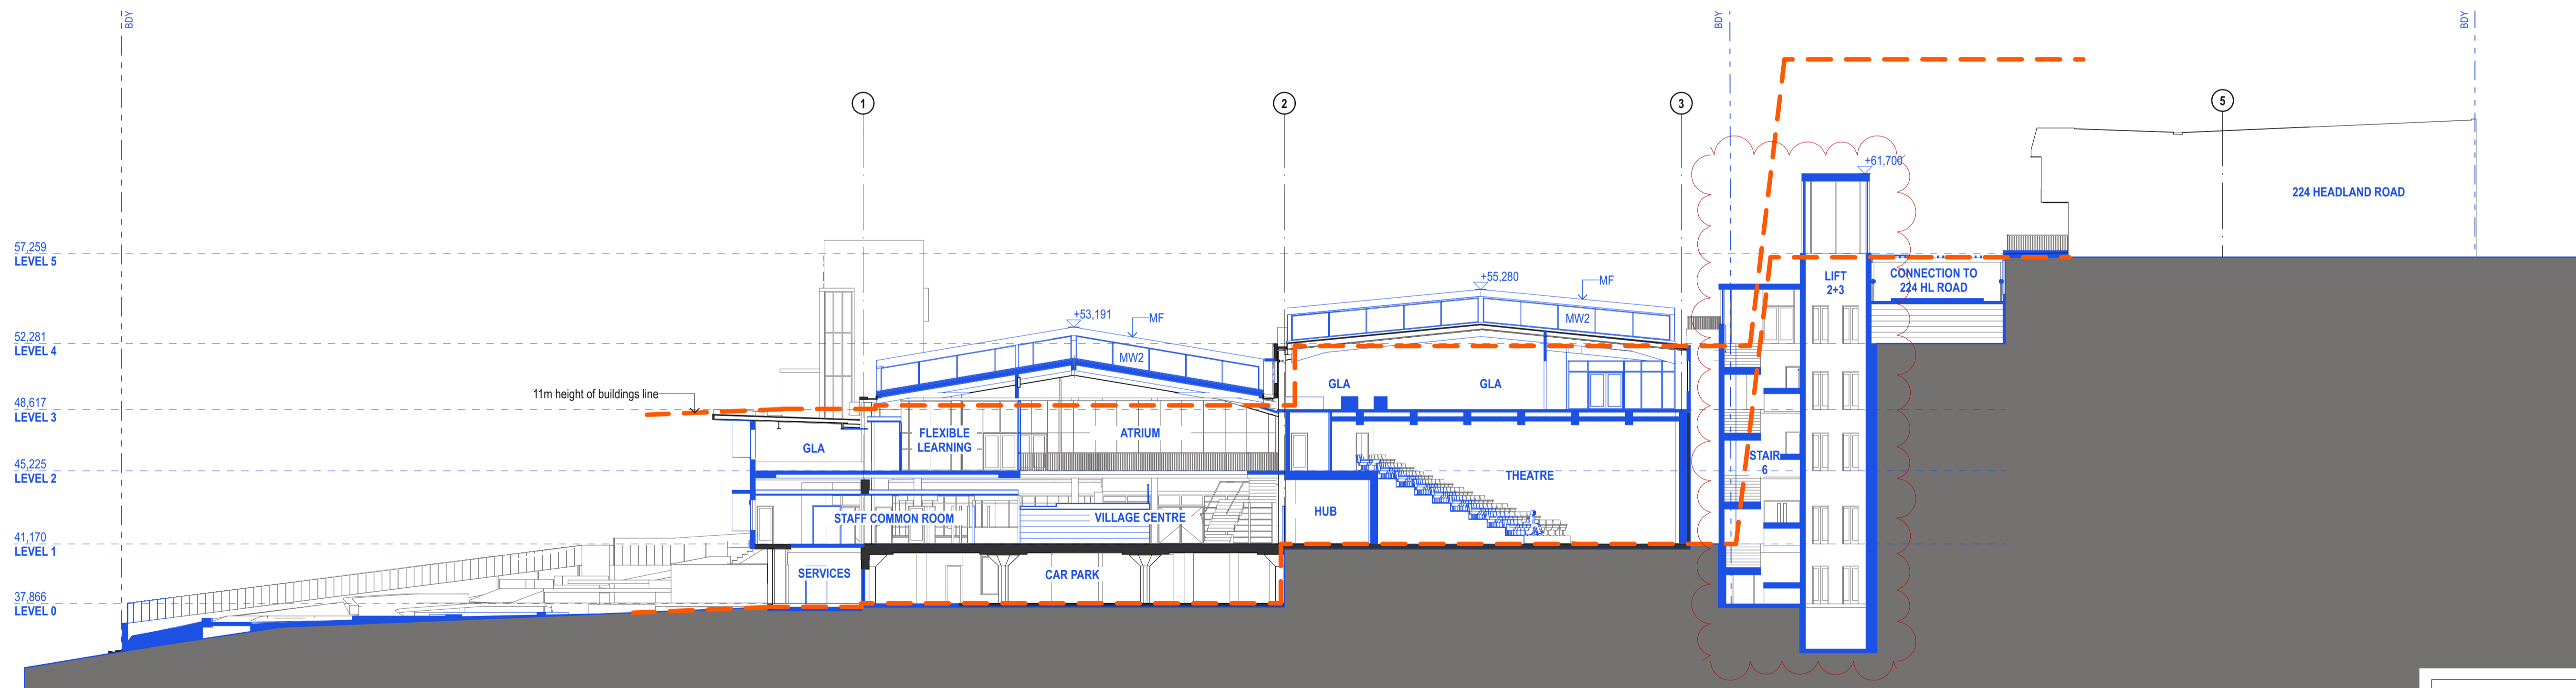 BDY
BDY
BDY
1
2
3
5
+61,700
224 HEADLAND ROAD
57,259
LEVEL 5
LIFT
2+3
CONNECTION TO
224 HL ROAD
+55,280
MF
MW2
+53,191
MF
MW2
52,281
LEVEL 4
11m height of buildings line
GLA
GLA
48,617
LEVEL 3
GLA
FLEXIBLE
LEARNING
ATRIUM
45,225
LEVEL 2
THEATRE
STAIR
6
STAFF COMMON ROOM
VILLAGE CENTRE
HUB
41,170
LEVEL 1
SERVICES
CAR PARK
37,866
LEVEL 0